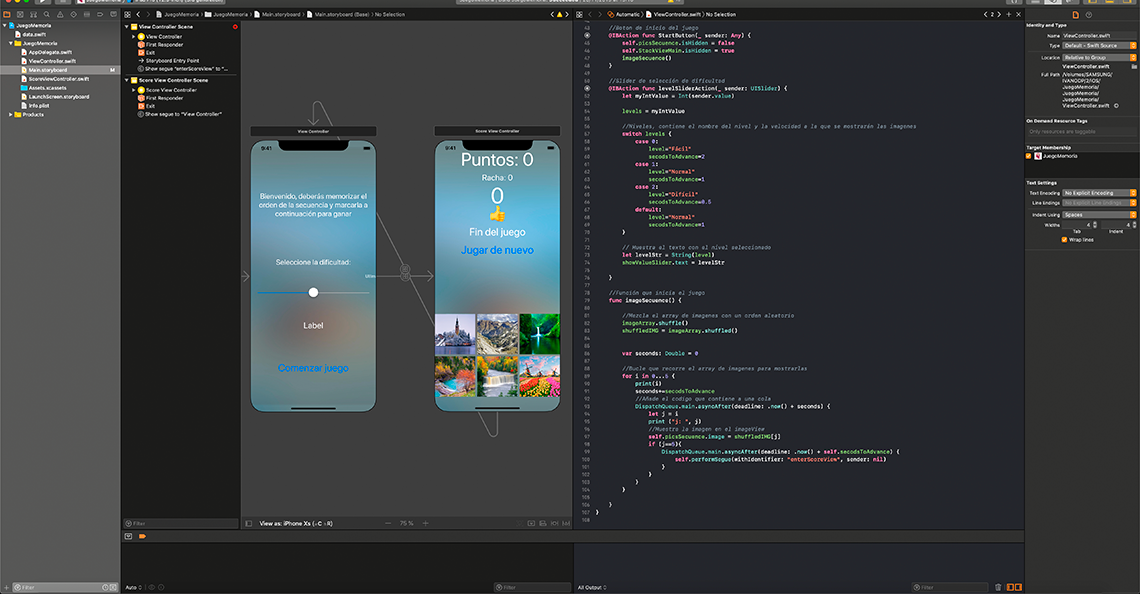 JuegoMemoria
data.swift
JuegoMemoria
AppDelegate.swift
ViewController.swift
Main.storyboard M
ScoreViewController.swift
Assets.xcassets
LaunchScreen.storyboard
Info.plist
Products
Filter
JuegoMemoria JuegoMemoria Main.storyboard Main.storyboard (Base) No Selection
View Controller Scene
View Controller
First Responder
Exit
Storyboard Entry Point
Show segue "enterScoreView" to "...
Score View Controller Scene
Score View Controller
First Responder
Exit
Show segue to "View Controller"
Filter
View Controller
9:41
Bienvenido, deberás memorizar el
orden de la secuencia y marcarla a
continuación para ganar
Seleccione la dificultad:
Label
Comenzar juego
Score View Controller
9:41
Puntos: 0
Racha: 0
0
👍
Fin del juego
Jugar de nuevo
View as: iPhone Xs
75 %
Auto
Filter
All Output
Filter
Automatic ViewController.swift No Selection
2
//Boton de inicio del juego
@IBAction func StartButton(_ sender: Any) {
self.picsSecuence.isHidden = false
self.StackViewMain.isHidden = true
imageSecuence()
}
//Slider de selección de dificultad
@IBAction func levelSliderAction(_ sender: UISlider) {
let myIntValue = Int(sender.value)
levels = myIntValue
//Niveles, contiene el nombre del nivel y la velocidad a la que se mostrarán las imagenes
switch levels {
case 0:
level="Fácil"
secodsToAdvance=2
case 1:
level="Normal"
secodsToAdvance=1
case 2:
level="Difícil"
secodsToAdvance=0.5
default:
level="Normal"
secodsToAdvance=1
}
// Muestra al texto con el nivel seleccionado
let levelStr = String(level)
showValueSlider.text = levelStr
}
//Función que inicia el juego
func imageSecuence() {
//Mezcla el array de imagenes con un orden aleatorio
imageArray.shuffle()
shuffledIMG = imageArray.shuffled()
var seconds: Double = 0
//Bucle que recorre el array de imagenes para mostrarlas
for i in 0...5 {
print(i)
seconds+=secodsToAdvance
//Añade el codigo que contiene a una cola
DispatchQueue.main.asyncAfter(deadline: .now() + seconds) {
let j = i
print ("j: ", j)
//Muestra la imagen en el imageView
self.picsSecuence.image = shuffledIMG[j]
if (j==5){
DispatchQueue.main.asyncAfter(deadline: .now() + self.secodsToAdvance) {
self.performSegue(withIdentifier: "enterScoreView", sender: nil)
}
}
}
}
}
}
Identity and Type
Name ViewController.swift
Type Default - Swift Source
Location Relative to Group
ViewController.swift
Full Path /Volumes/SAMSUNG/
IVANOOP/2/iOS/
JuegoMemoria/
JuegoMemoria/
ViewController.swift
On Demand Resource Tags
Only resources are taggable
Target Membership
JuegoMemoria
Text Settings
Text Encoding No Explicit Encoding
Line Endings No Explicit Line Endings
Indent Using Spaces
Widths 4 4
Tab Indent
Wrap lines